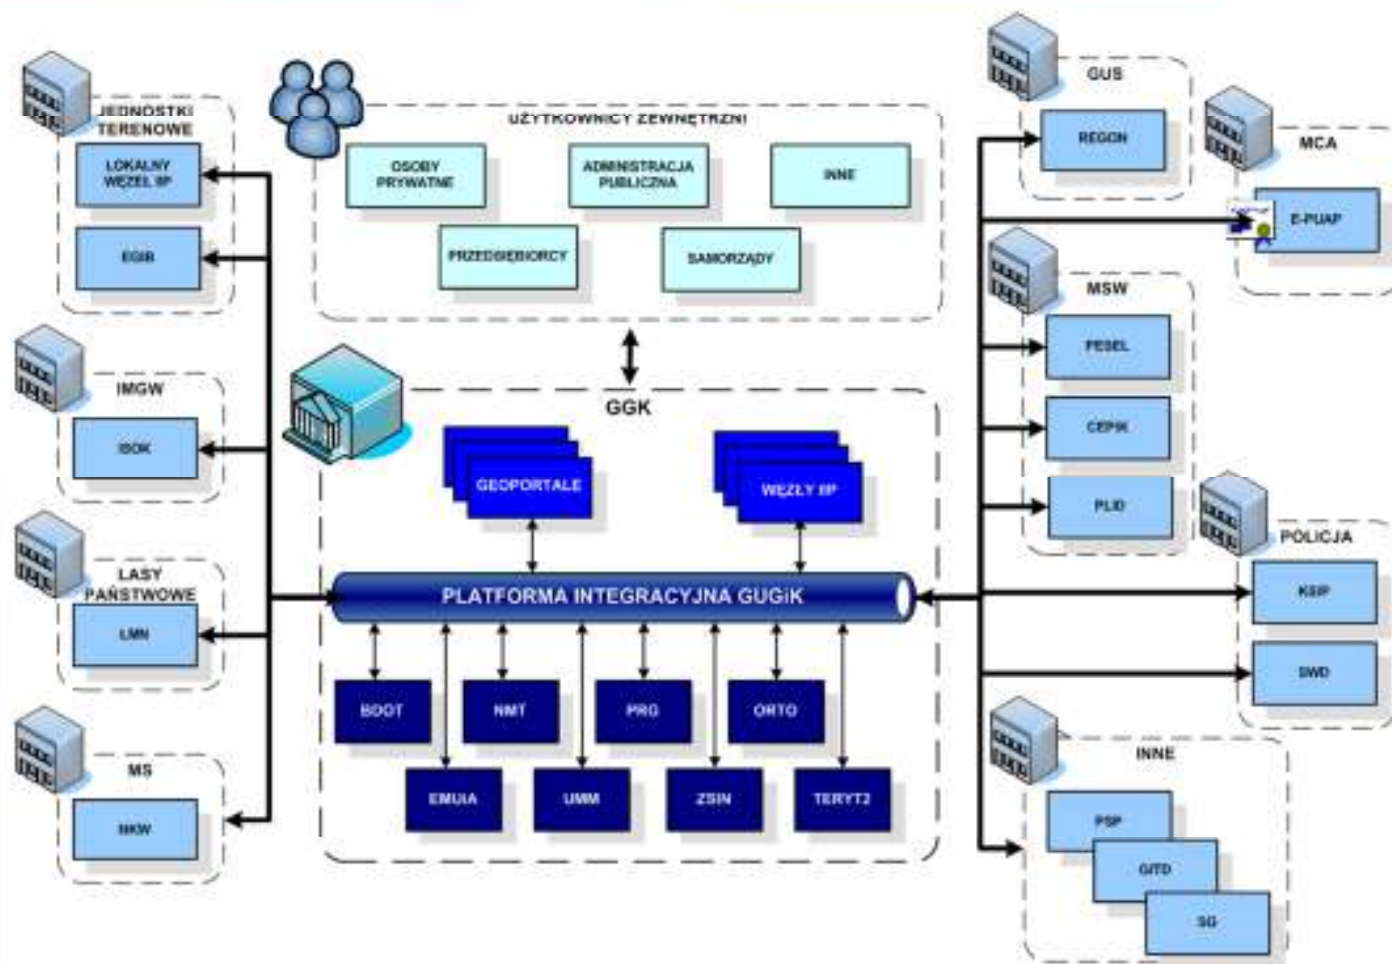 JEDNOSTKI
TERENOWE
LOKALNY
WĘZEŁ IIP
EGIB
IMGW
ISOK
LASY
PAŃSTWOWE
LMN
MS
NKW
UŻYTKOWNICY ZEWNĘTRZNI
OSOBY
PRYWATNE
ADMINISTRACJA
PUBLICZNA
INNE
PRZEDSIĘBIORCY
SAMORZĄDY
GGK
GEOPORTALE
WĘZŁY IIP
PLATFORMA INTEGRACYJNA GUGiK
BDOT
NMT
PRG
ORTO
EMUiA
UMM
ZSIN
TERYT2
GUS
REGON
MCA
E-PUAP
MSW
PESEL
CEPIK
PLID
POLICJA
KSIP
SWD
INNE
PSP
GITD
SG